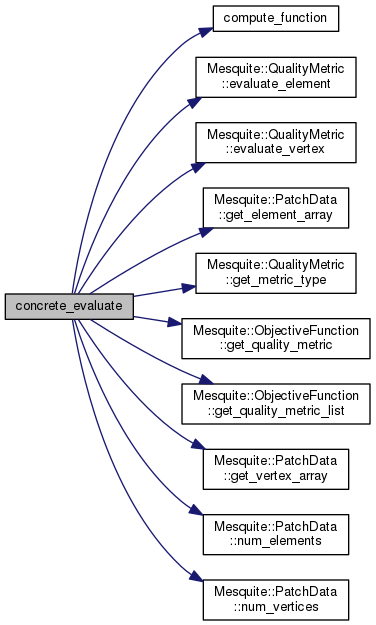 compute_function
Mesquite::QualityMetric
::evaluate_element
Mesquite::QualityMetric
::evaluate_vertex
Mesquite::PatchData
::get_element_array
Mesquite::QualityMetric
::get_metric_type
concrete_evaluate
Mesquite::ObjectiveFunction
::get_quality_metric
Mesquite::ObjectiveFunction
::get_quality_metric_list
Mesquite::PatchData
::get_vertex_array
Mesquite::PatchData
::num_elements
Mesquite::PatchData
::num_vertices